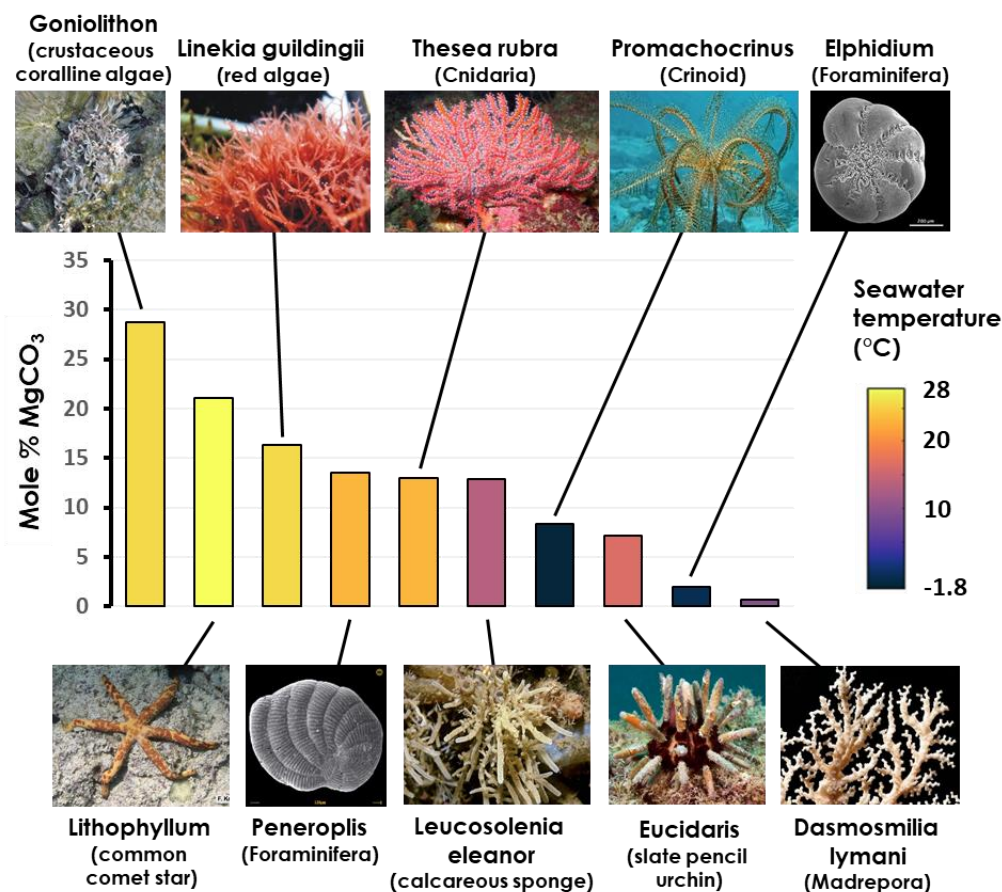 Goniolithon
(crustaceous
coralline algae)
Linekia guildingii
(red algae)
Thesea rubra
(Cnidaria)
Promachocrinus
(Crinoid)
Elphidium
(Foraminifera)
200 µm
Mole % MgCO₃
35
30
25
20
15
10
5
0
Seawater
temperature
(°C)
28
20
10
-1.8
Lithophyllum
(common
comet star)
Peneroplis
(Foraminifera)
Leucosolenia
eleanor
(calcareous sponge)
Eucidaris
(slate pencil
urchin)
Dasmosmilia
lymani
(Madrepora)